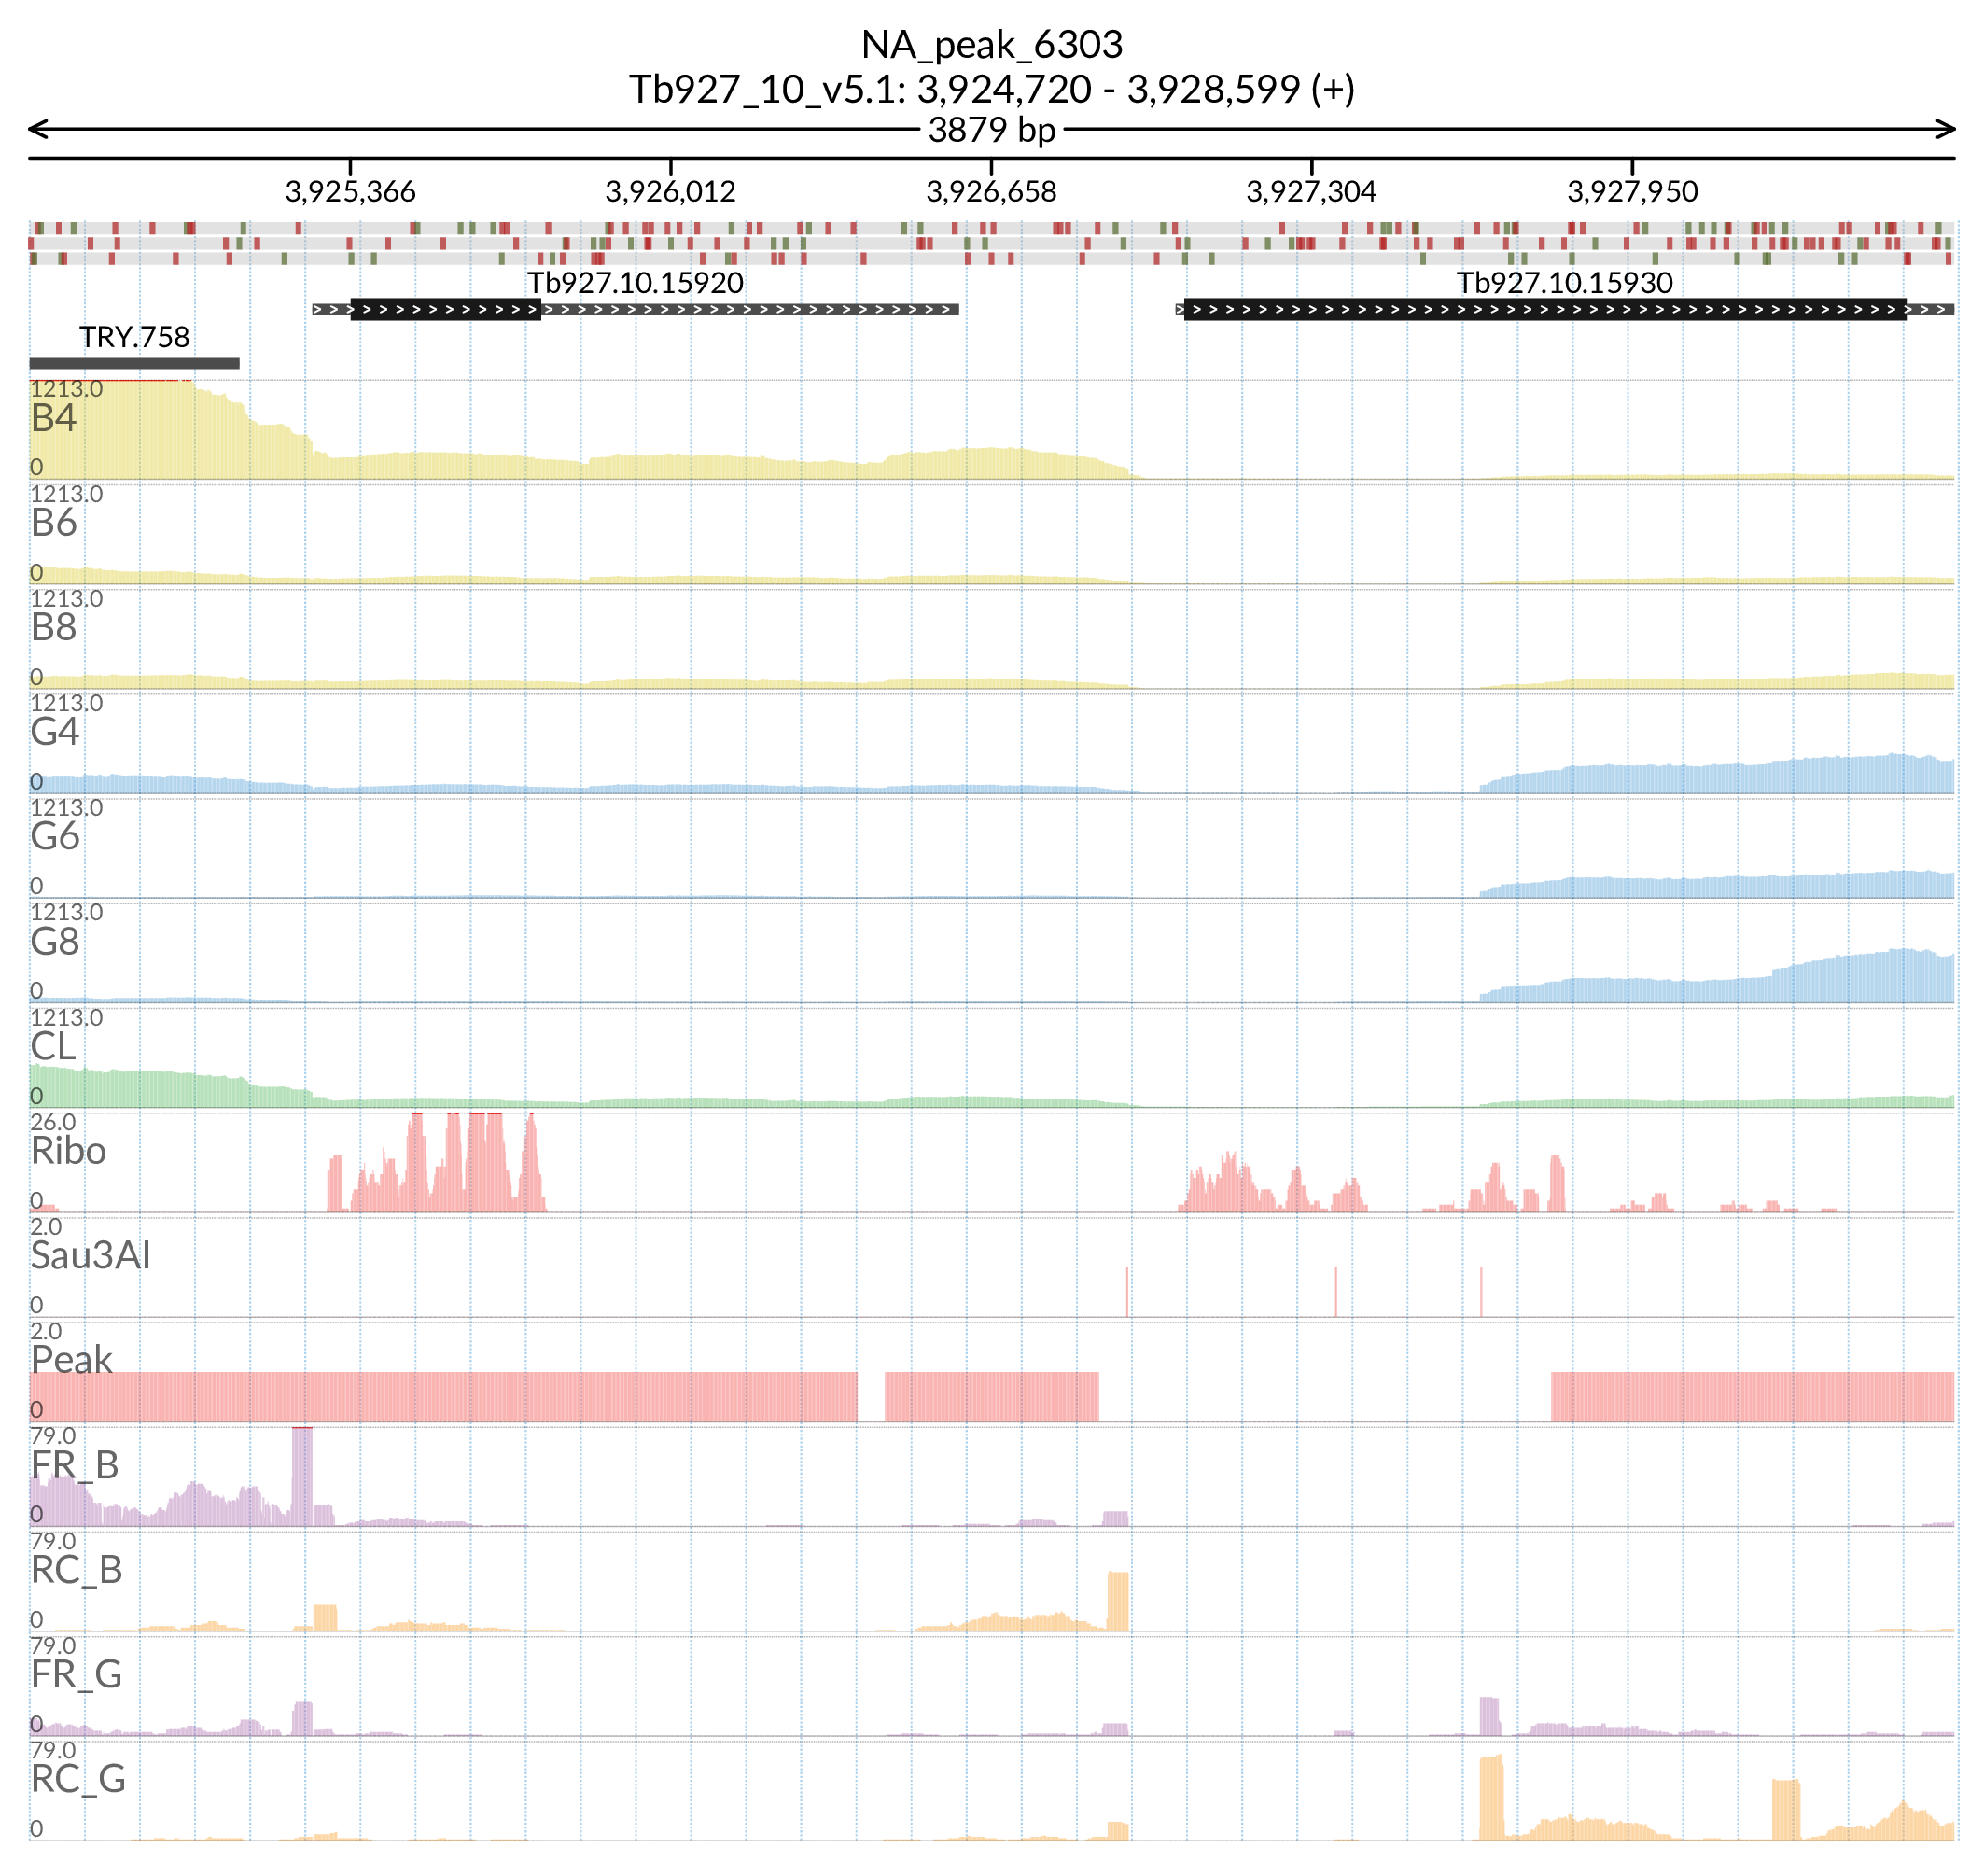 NA_peak_6303
Tb927_10_v5.1: 3,924,720 - 3,928,599 (+)
3879 bp
3,925,366 3,926,012 3,926,658 3,927,304 3,927,950
Tb927.10.15920 Tb927.10.15930
TRY.758
1213.0
B4
0
1213.0
B6
0
1213.0
B8
0
1213.0
G4
0
1213.0
G6
0
1213.0
G8
0
1213.0
CL
0
26.0
Ribo
0
2.0
Sau3AI
0
2.0
Peak
0
79.0
FR_B
0
79.0
RC_B
0
79.0
FR_G
0
79.0
RC_G
0